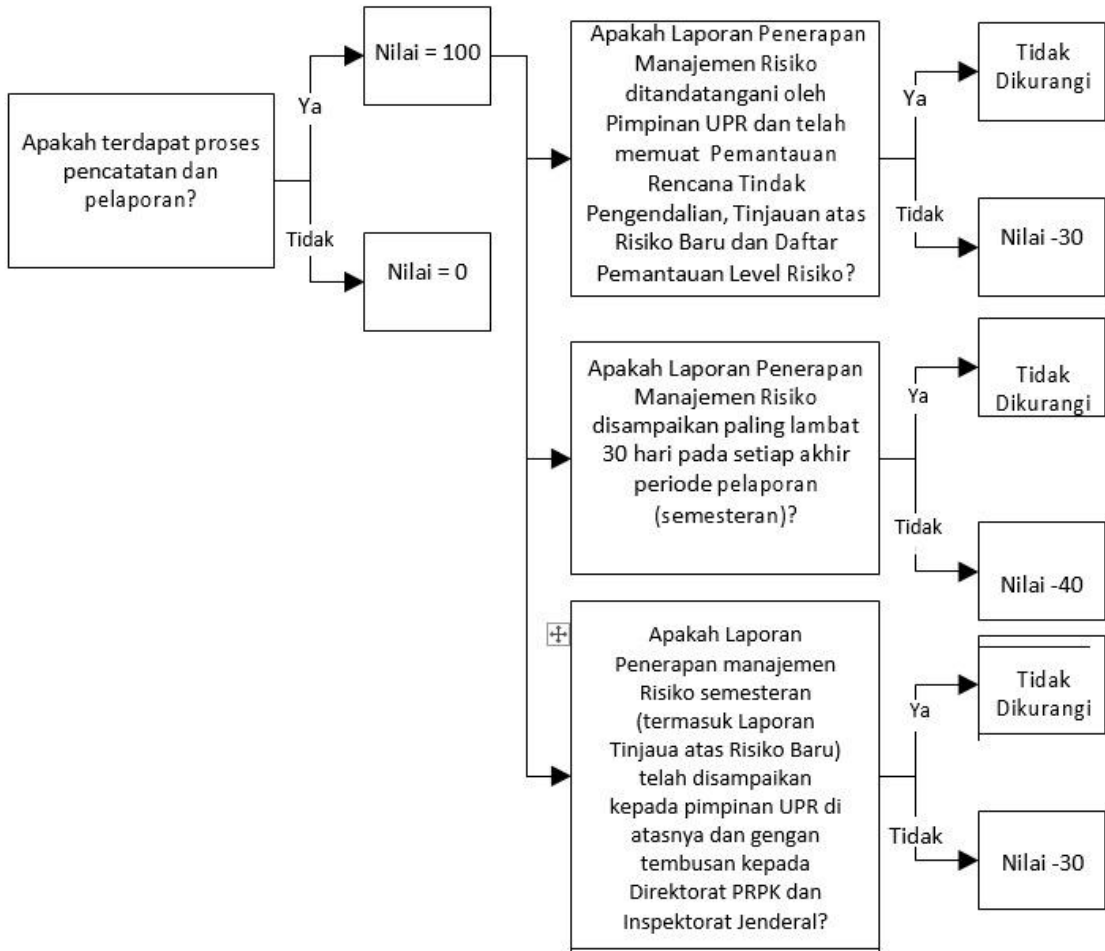 Apakah terdapat proses
pencatatan dan
pelaporan?
Ya
Tidak
Nilai = 100
Nilai = 0
Apakah Laporan Penerapan
Manajemen Risiko
ditandatangani oleh
Pimpinan UPR dan telah
memuat Pemantauan
Rencana Tindak
Pengendalian, Tinjauan atas
Risiko Baru dan Daftar
Pemantauan Level Risiko?
Ya
Tidak
Tidak
Dikurangi
Nilai -30
Apakah Laporan Penerapan
Manajemen Risiko
disampaikan paling lambat
30 hari pada setiap akhir
periode pelaporan
(semesteran)?
Ya
Tidak
Tidak
Dikurangi
Nilai -40
Apakah Laporan
Penerapan manajemen
Risiko semesteran
(termasuk Laporan
Tinjaua atas Risiko Baru)
telah disampaikan
kepada pimpinan UPR di
atasnya dan gengan
tembusan kepada
Direktorat PRPK dan
Inspektorat Jenderal?
Ya
Tidak
Tidak
Dikurangi
Nilai -30